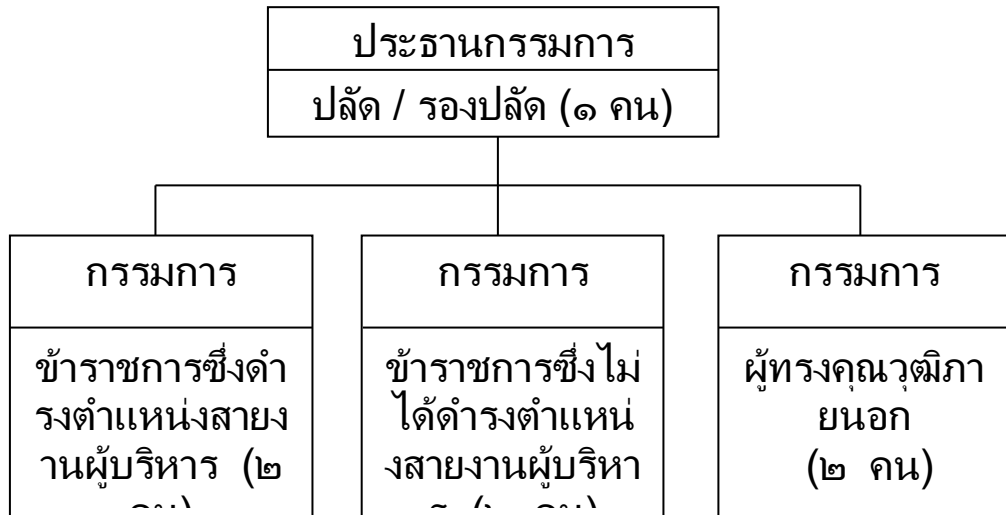 ประธานกรรมการ
ปลัด / รองปลัด (๑ คน)
กรรมการ
ข้าราชการซึ่งดำ
รงตำแหน่งสายง
านผู้บริหาร (๒
กรรมการ
ข้าราชการซึ่งไม่
ได้ดำรงตำแหน่
งสายงานผู้บริหา
กรรมการ
ผู้ทรงคุณวุฒิภา
ยนอก
(๒ คน)